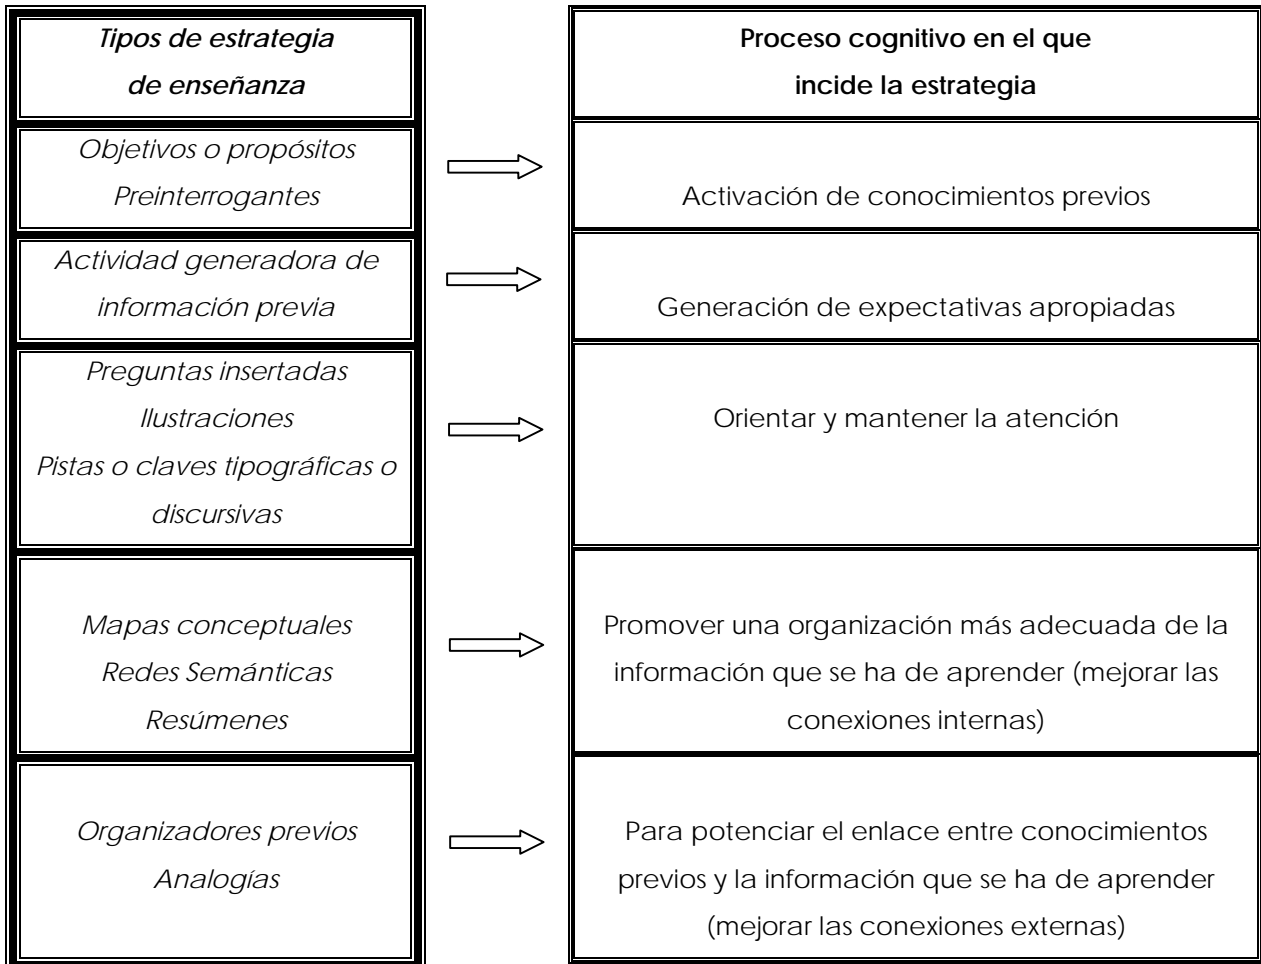 Tipos de estrategia
de enseñanza
Proceso cognitivo en el que
incide la estrategia
Objetivos o propósitos
Preinterrogantes
Activación de conocimientos previos
Actividad generadora de
información previa
Generación de expectativas apropiadas
Preguntas insertadas
Ilustraciones
Pistas o claves tipográficas o
discursivas
Orientar y mantener la atención
Mapas conceptuales
Redes Semánticas
Resúmenes
Promover una organización más adecuada de la
información que se ha de aprender (mejorar las
conexiones internas)
Organizadores previos
Analogías
Para potenciar el enlace entre conocimientos
previos y la información que se ha de aprender
(mejorar las conexiones externas)